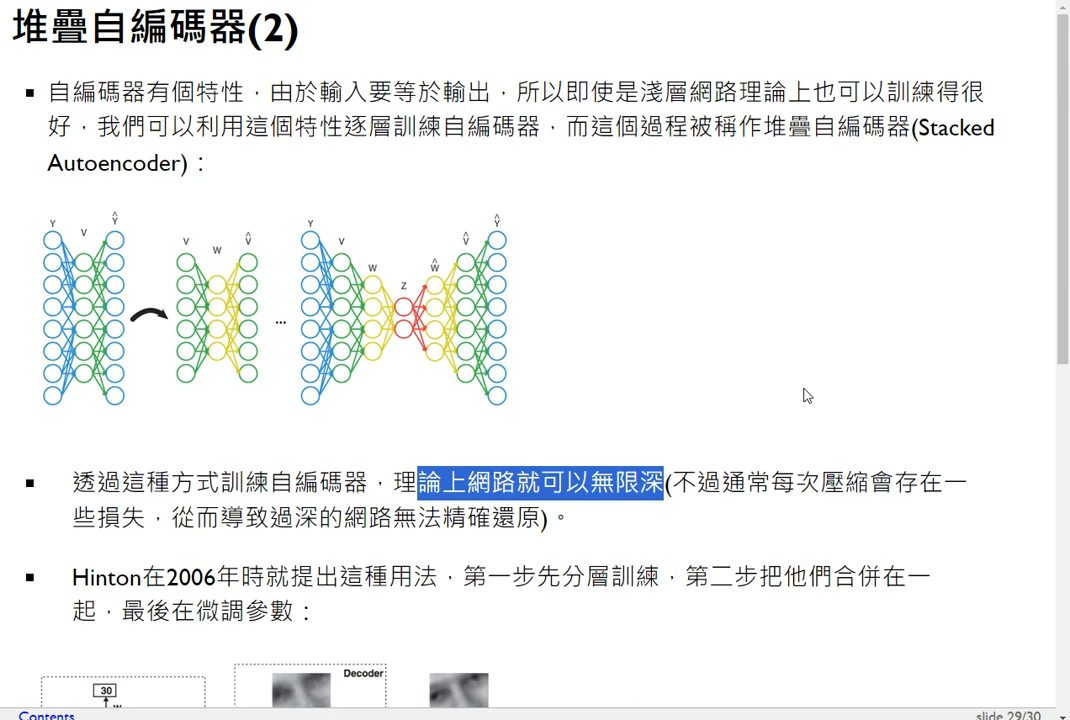 堆疊自編碼器(2)
自編碼器有個特性，由於輸入要等於輸出，所以即使是淺層網路理論上也可以訓練得很
好，我們可以利用這個特性逐層訓練自編碼器，而這個過程被稱作堆疊自編碼器(Stacked
Autoencoder)：
Y V Ŷ
V W V̂
...
Y V W Z Ŵ V̂ Ŷ
透過這種方式訓練自編碼器，理論上網路就可以無限深(不過通常每次壓縮會存在一
些損失，從而導致過深的網路無法精確還原)。
Hinton在2006年時就提出這種用法，第一步先分層訓練，第二步把他們合併在一
起，最後在微調參數：
30
Decoder
Contents
slide 29/30